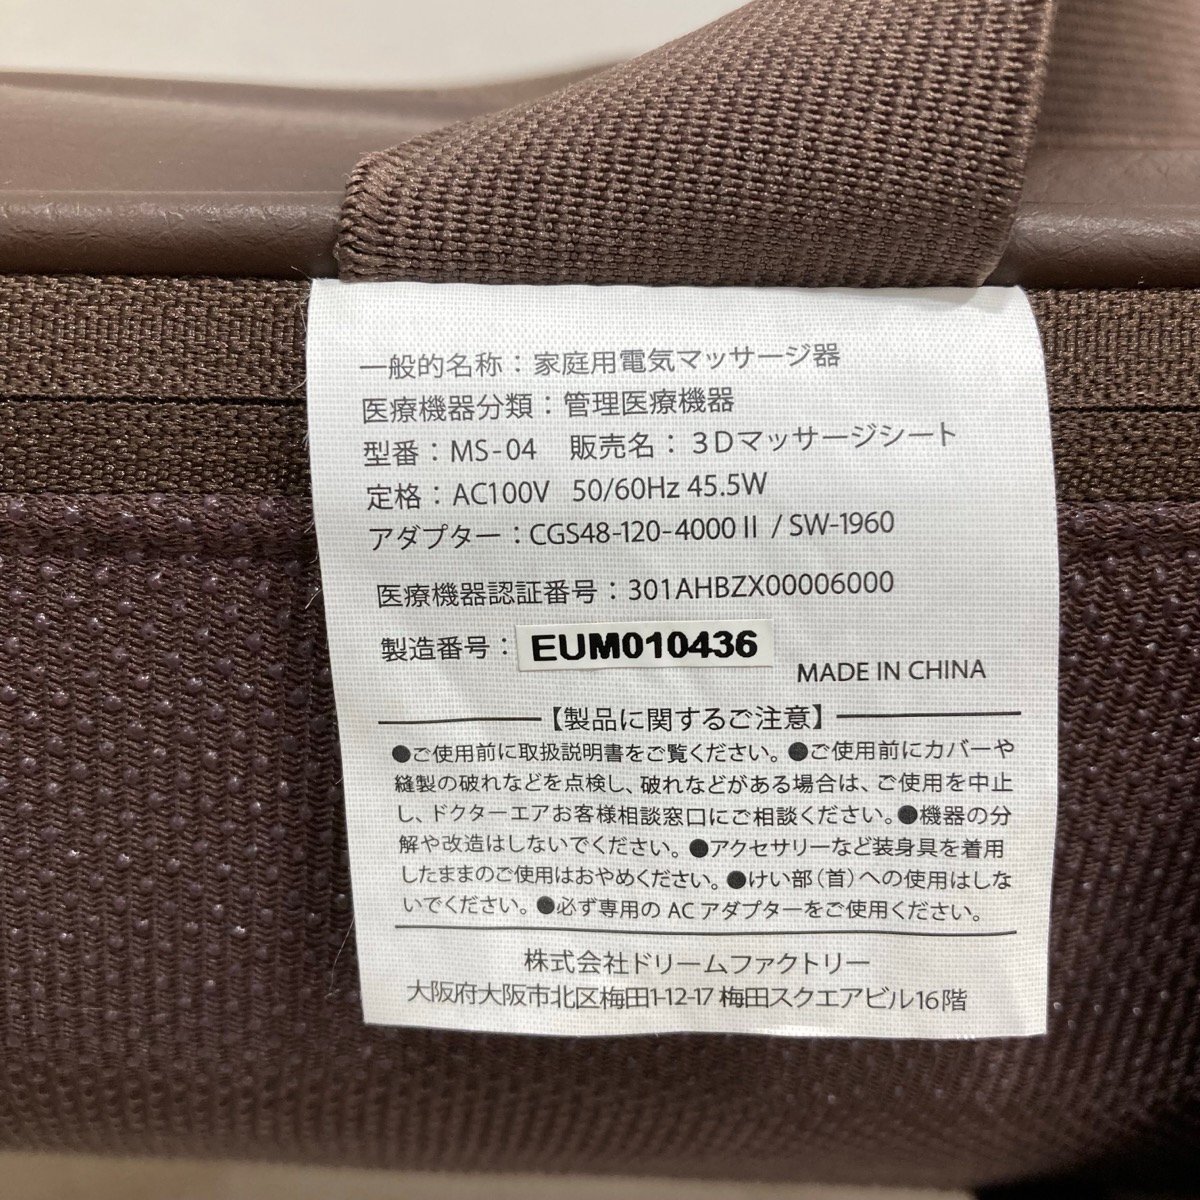 一般的名称：家庭用電気マッサージ器
医療機器分類：管理医療機器
型番：MS-04　販売名：３Dマッサージシート
定格：AC100V 50/60Hz 45.5W
アダプター：CGS48-120-4000Ⅱ / SW-1960
医療機器認証番号：301AHBZX00006000
製造番号：EUM010436
MADE IN CHINA
【製品に関するご注意】
●ご使用前に取扱説明書をご覧ください。●ご使用前にカバーや
縫製の破れなどを点検し、破れなどがある場合は、ご使用を中止
し、ドクターエアお客様相談窓口にご相談ください。●機器の分
解や改造はしないでください。●アクセサリーなど装身具を着用
したままのご使用はおやめください。●けい部（首）への使用はしな
いでください。●必ず専用の ACアダプターをご使用ください。
株式会社ドリームファクトリー
大阪府大阪市北区梅田1-12-17 梅田スクエアビル16階